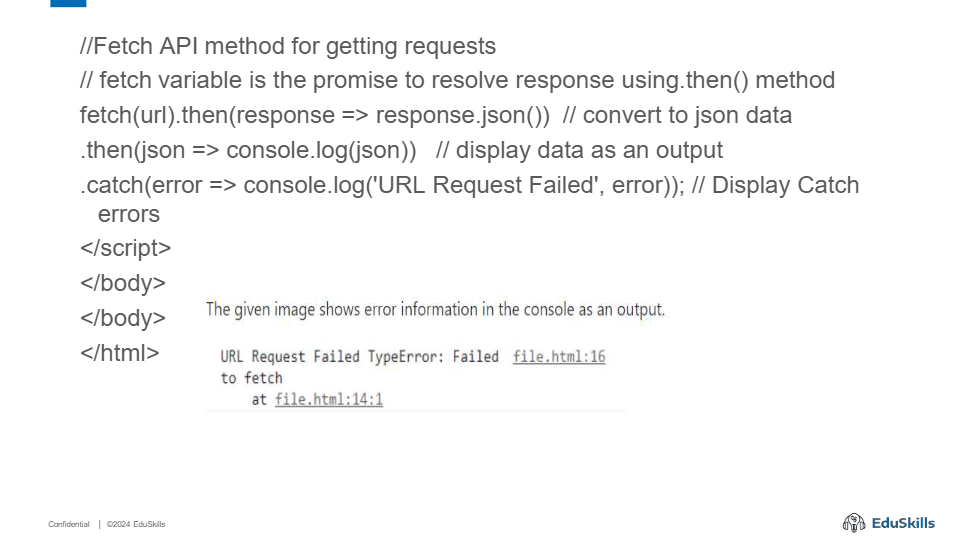 //Fetch API method for getting requests
// fetch variable is the promise to resolve response using.then() method
fetch(url).then(response => response.json())  // convert to json data
.then(json => console.log(json))   // display data as an output
.catch(error => console.log('URL Request Failed', error)); // Display Catch
errors
</script>
</body>
</body>
</html>
The given image shows error information in the console as an output.
URL Request Failed TypeError: Failed  file.html:16
to fetch
    at file.html:14:1
Confidential | ©2024 EduSkills
EduSkills